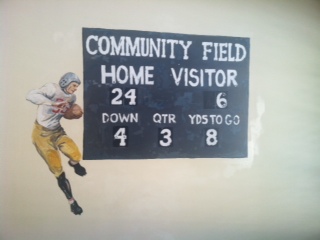 COMMUNITY FIELD
HOME VISITOR
24 6
DOWN QTR YDS TO GO
4 3 8